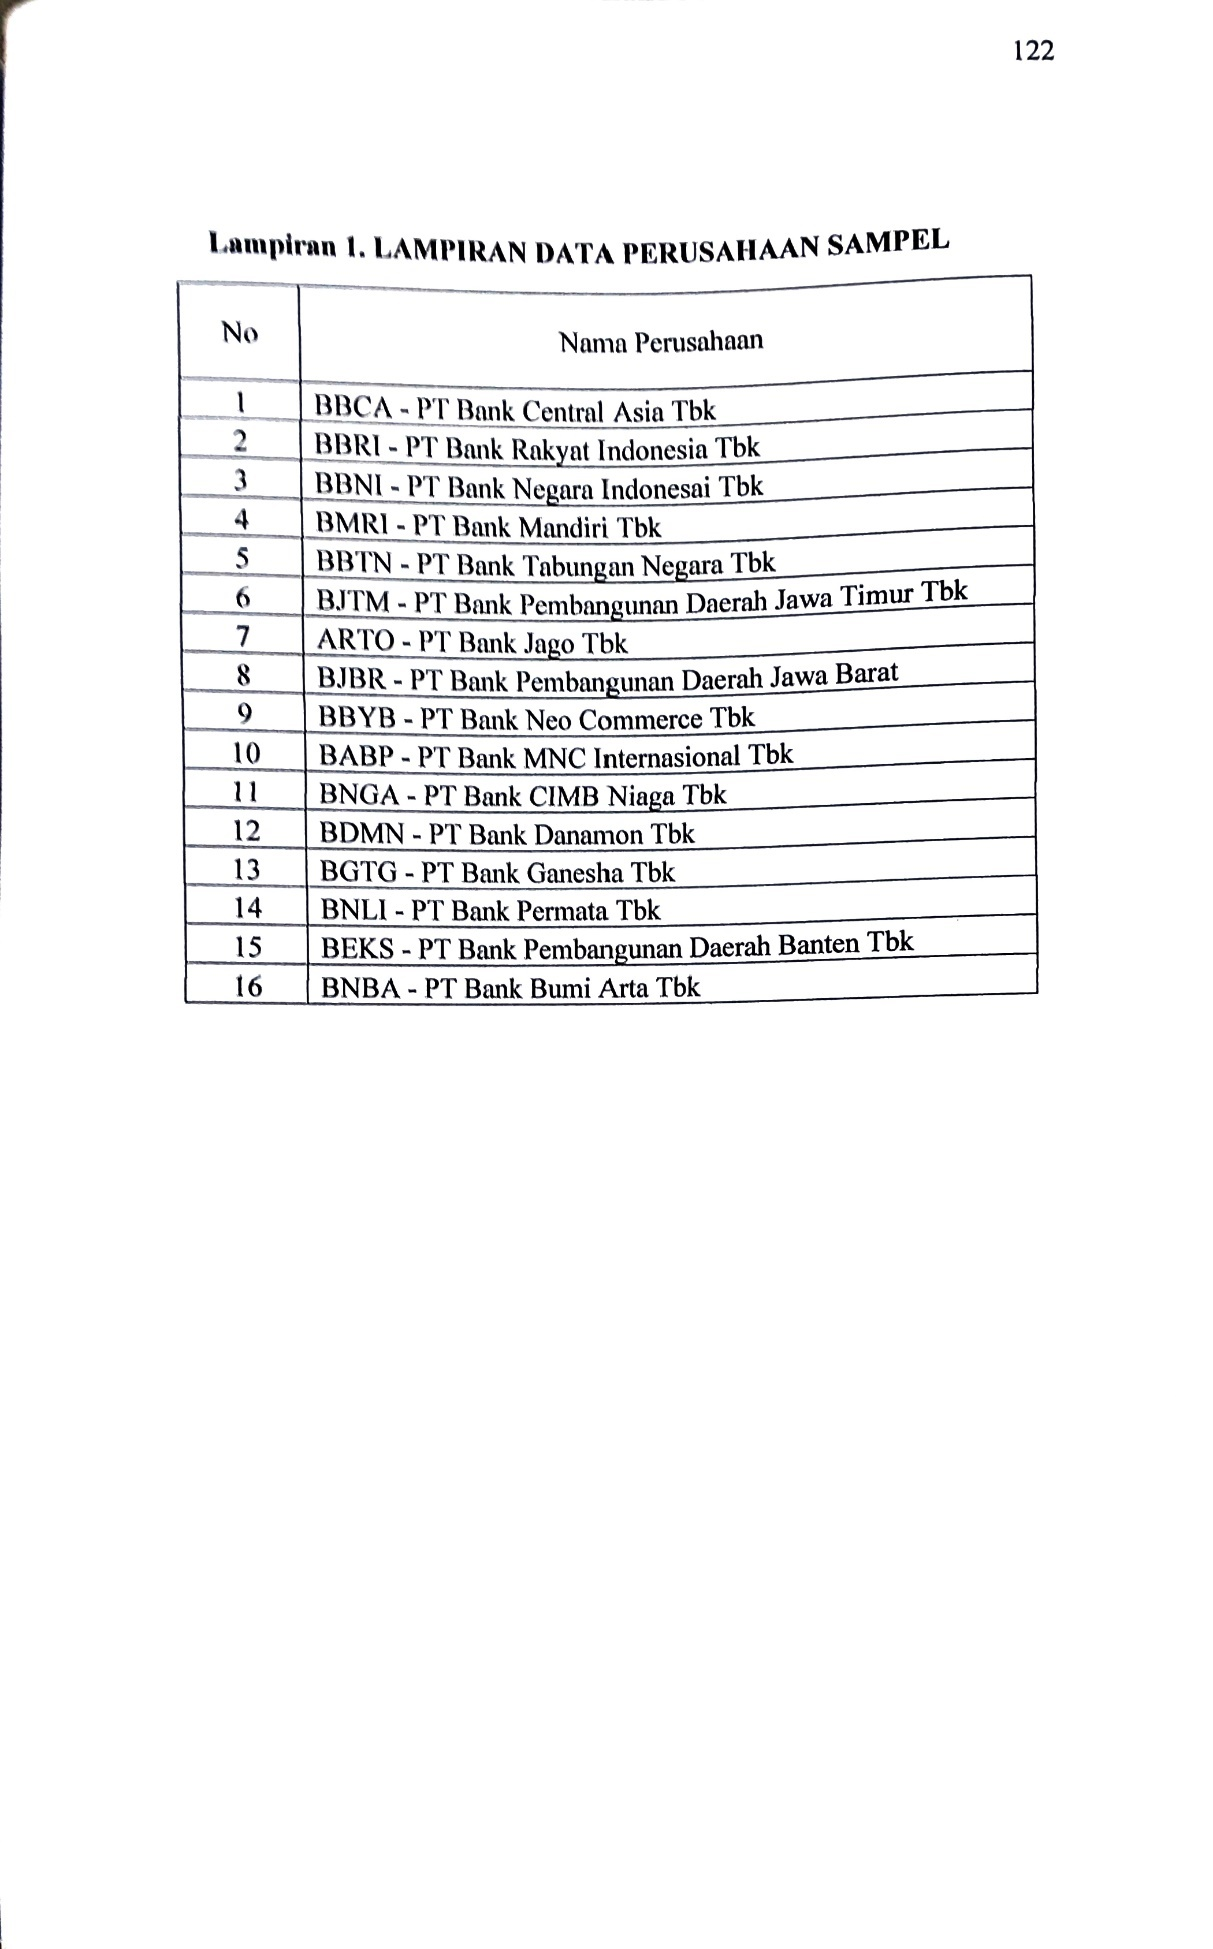 122
Lampiran 1. LAMPIRAN DATA PERUSAHAAN SAMPEL
No Nama Perusahaan
1 BBCA - PT Bank Central Asia Tbk
2 BBRI - PT Bank Rakyat Indonesia Tbk
3 BBNI - PT Bank Negara Indonesai Tbk
4 BMRI - PT Bank Mandiri Tbk
5 BBTN - PT Bank Tabungan Negara Tbk
6 BJTM - PT Bank Pembangunan Daerah Jawa Timur Tbk
7 ARTO - PT Bank Jago Tbk
8 BJBR - PT Bank Pembangunan Daerah Jawa Barat
9 BBYB - PT Bank Neo Commerce Tbk
10 BABP - PT Bank MNC Internasional Tbk
11 BNGA - PT Bank CIMB Niaga Tbk
12 BDMN - PT Bank Danamon Tbk
13 BGTG - PT Bank Ganesha Tbk
14 BNLI - PT Bank Permata Tbk
15 BEKS - PT Bank Pembangunan Daerah Banten Tbk
16 BNBA - PT Bank Bumi Arta Tbk